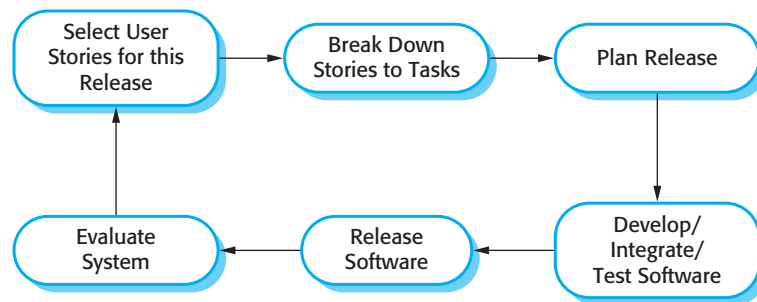 Select User
Stories for this
Release
Break Down
Stories to Tasks
Plan Release
Develop/
Integrate/
Test Software
Release
Software
Evaluate
System